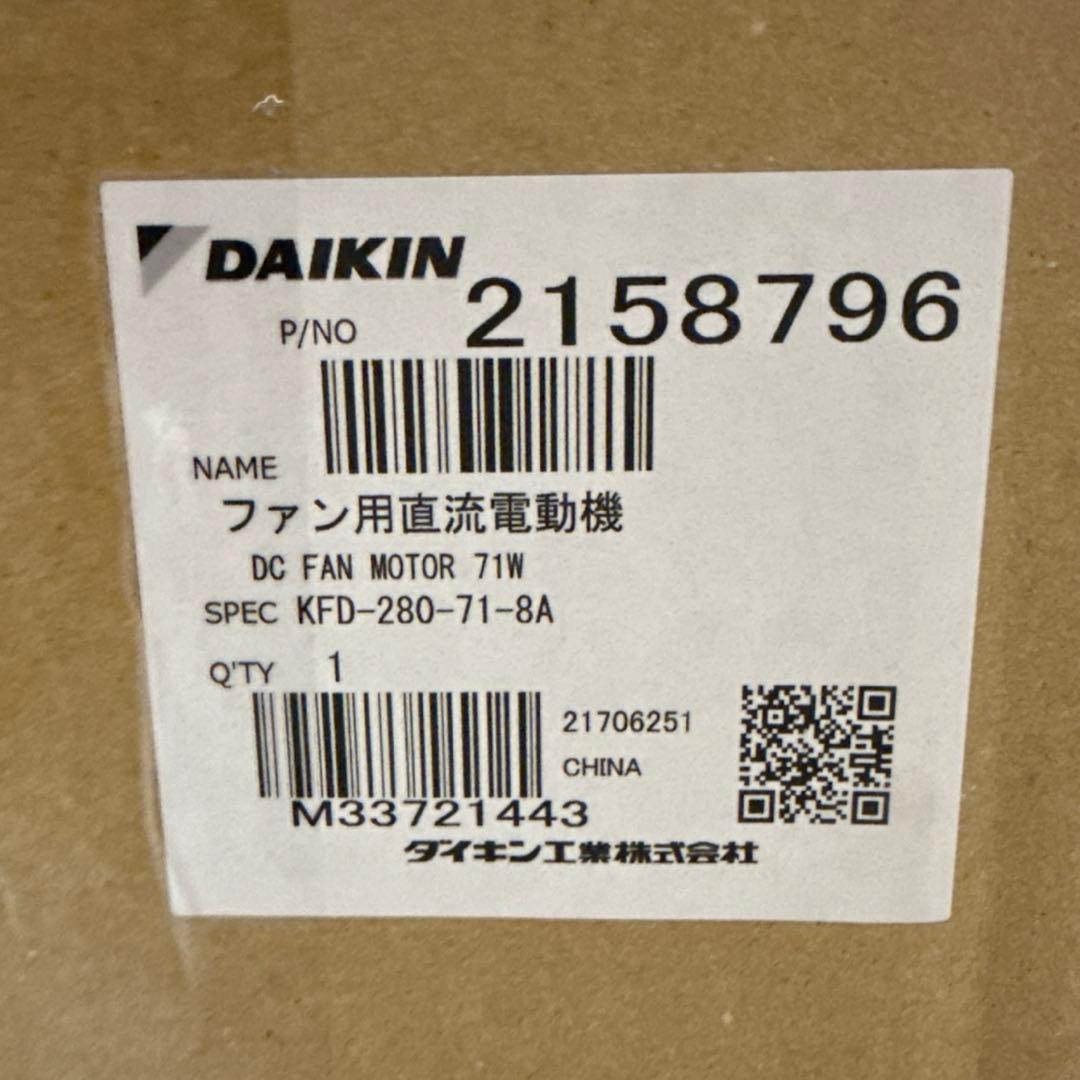 DAIKIN
P/NO 2158796
NAME
ファン用直流電動機
DC FAN MOTOR 71W
SPEC KFD-280-71-8A
Q'TY 1
21706251
CHINA
M33721443
ダイキン工業株式会社